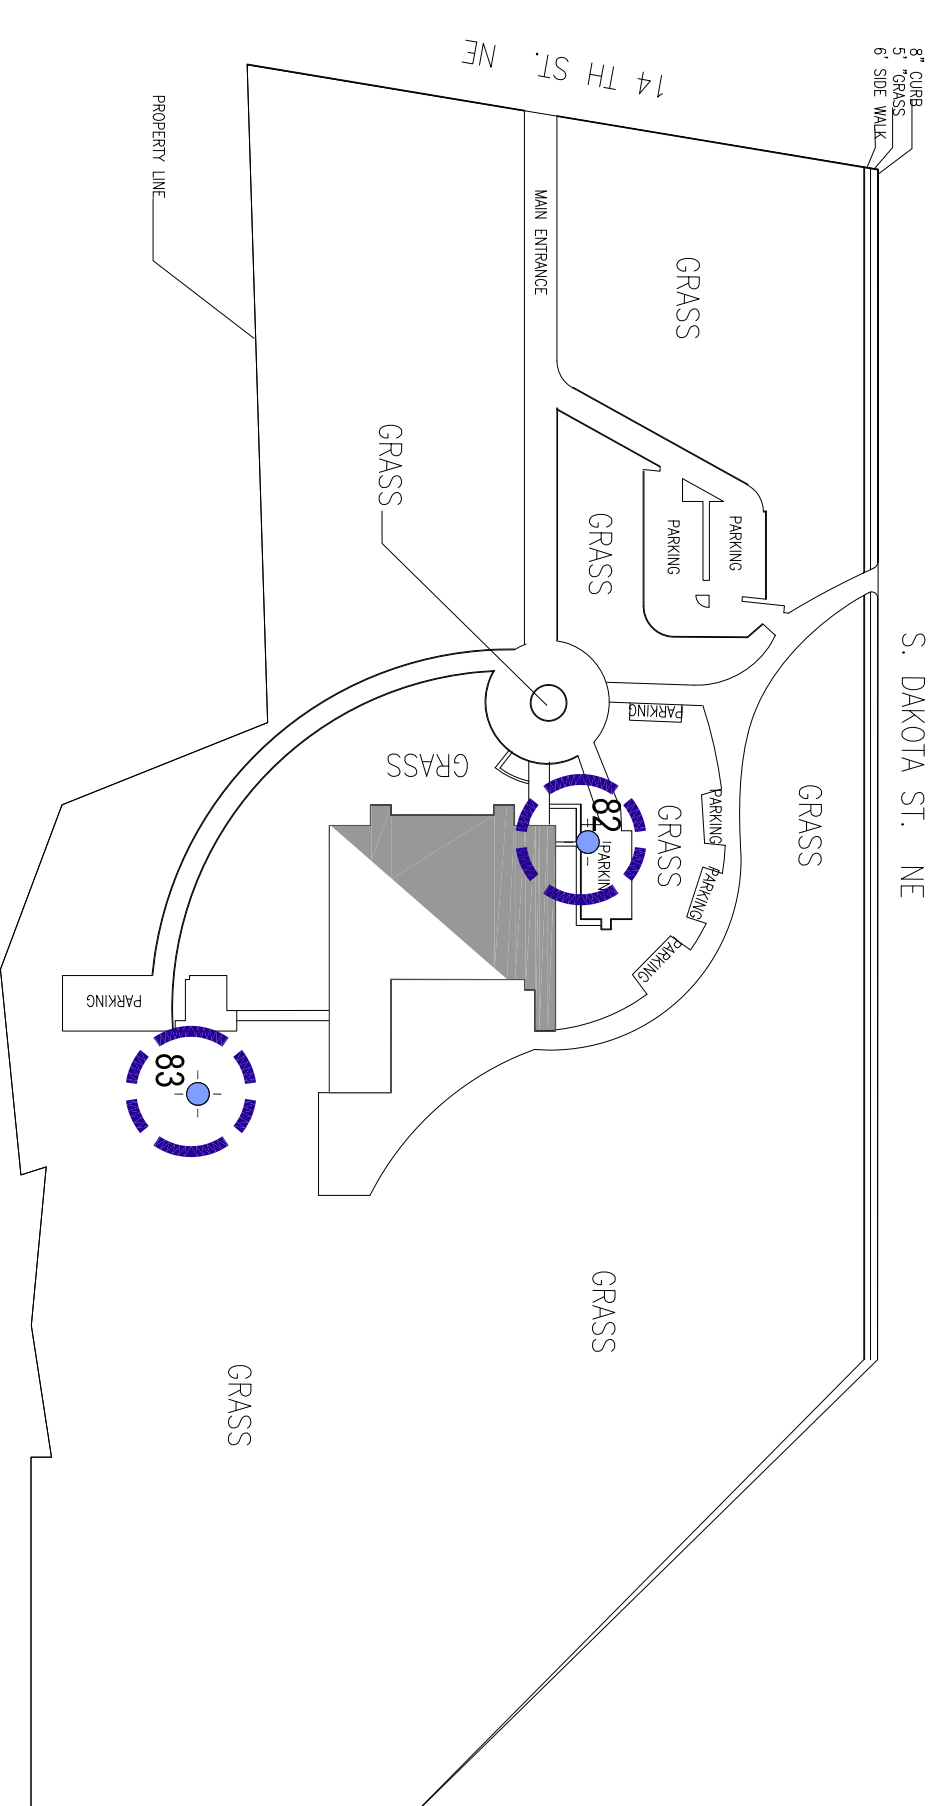 8" CURB
5' "GRASS
6' SIDE WALK
14 TH ST. NE
PROPERTY LINE
MAIN ENTRANCE
GRASS
GRASS
PARKING
PARKING
GRASS
S. DAKOTA ST. NE
PARKING
GRASS
PARKING
GRASS
GRASS
82
PARKIN
PARKING
PARKING
PARKING
83
GRASS
GRASS